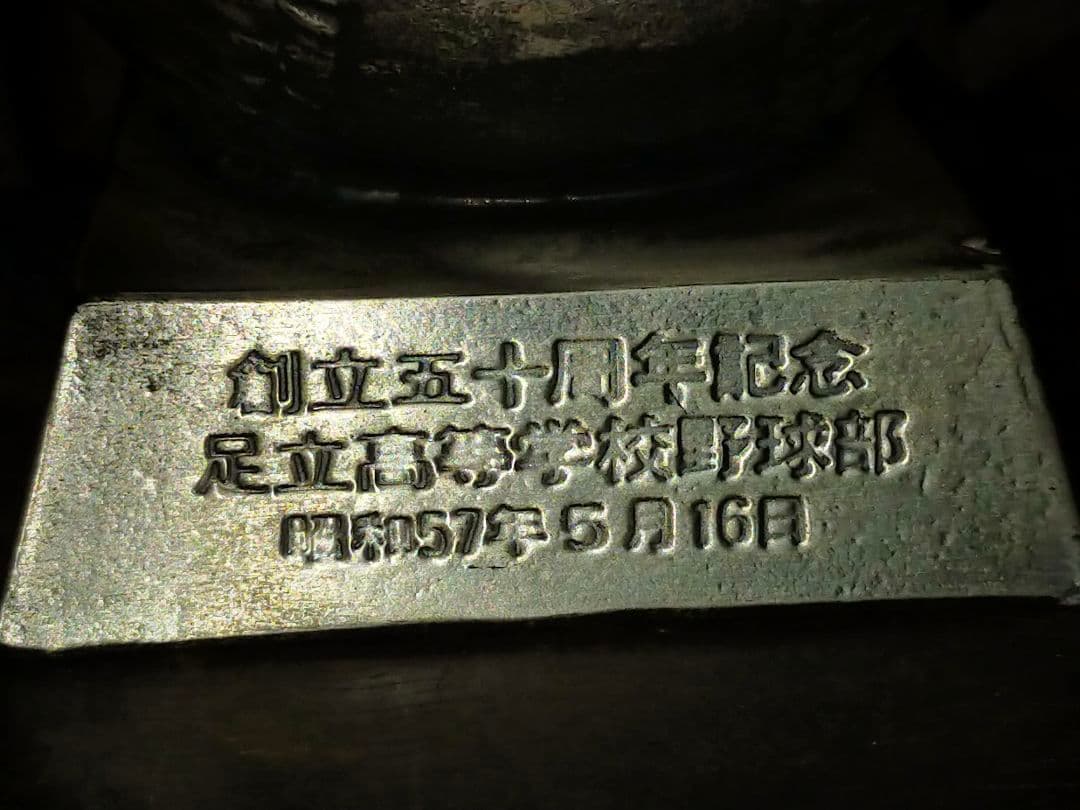 創立五十周年記念
足立高等学校野球部
昭和57年5月16日